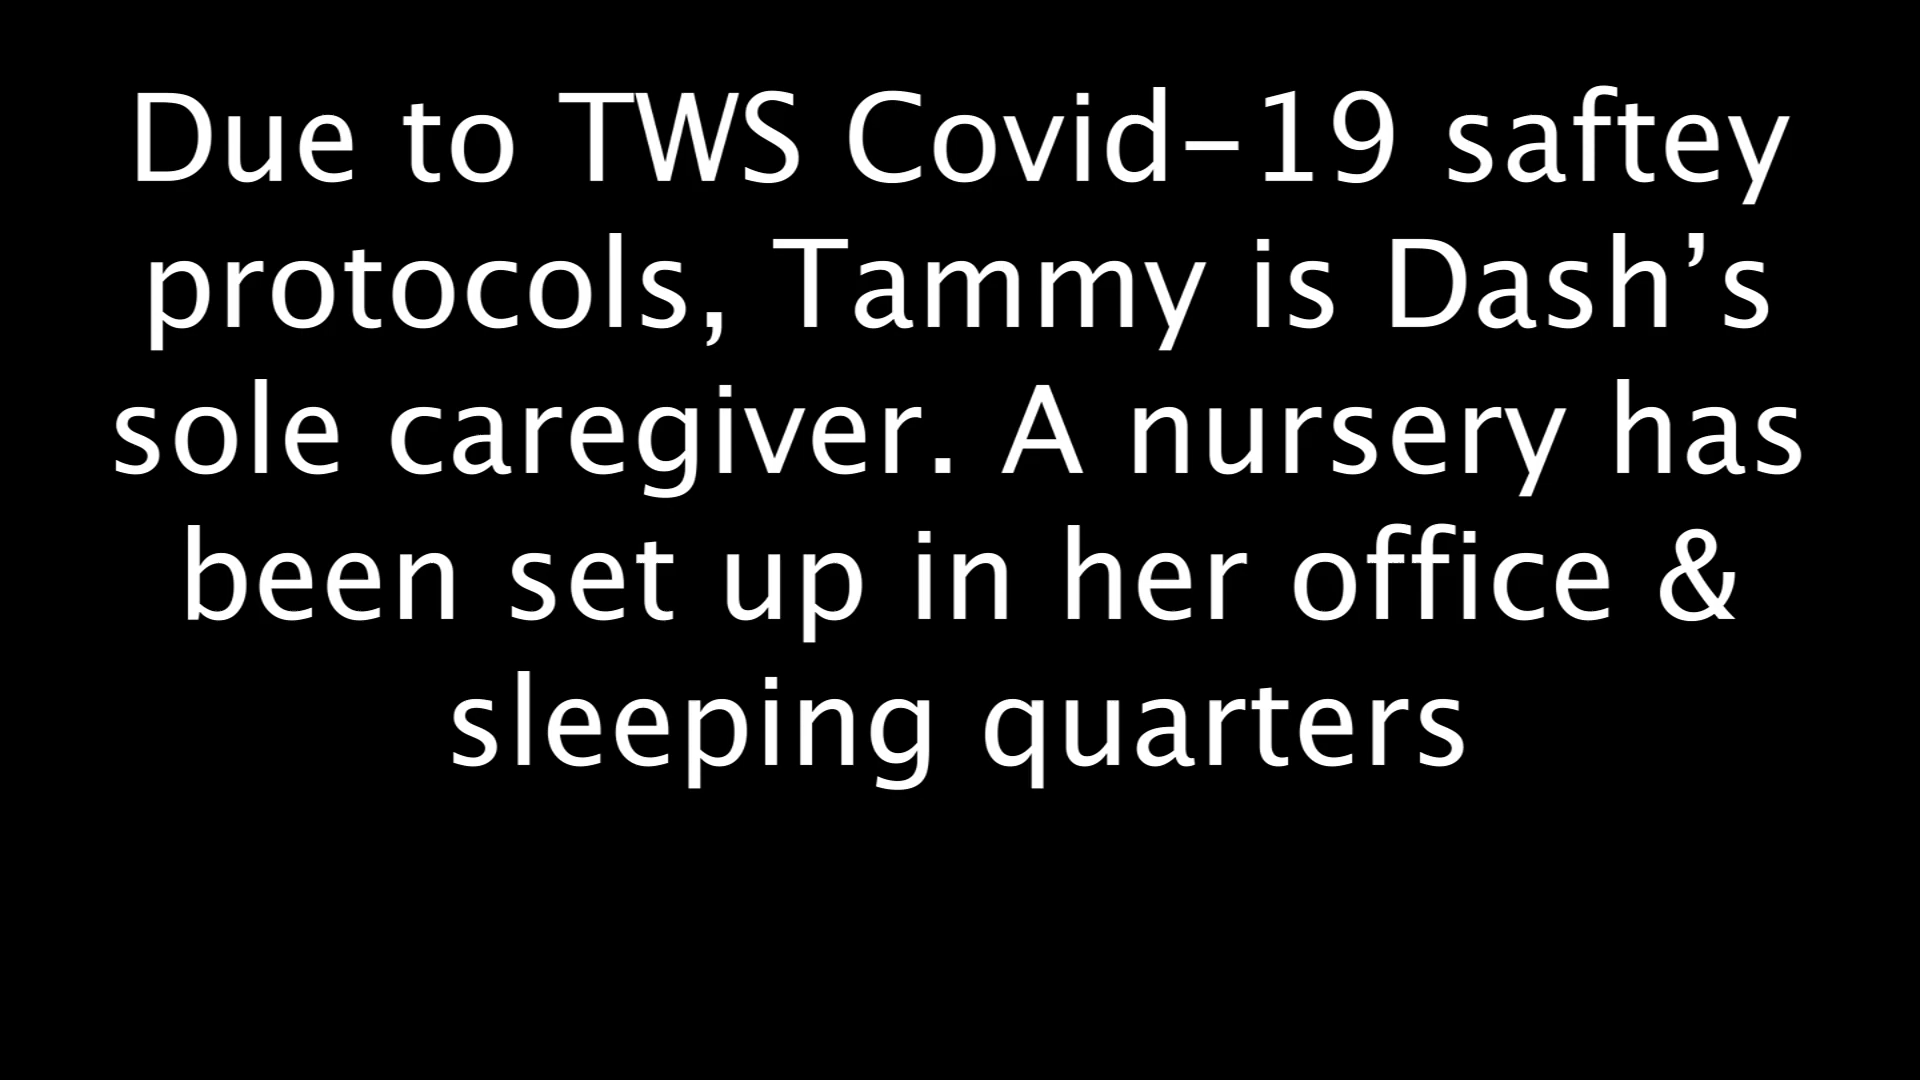 Due to TWS Covid-19 saftey
protocols, Tammy is Dash’s
sole caregiver. A nursery has
been set up in her office &
sleeping quarters